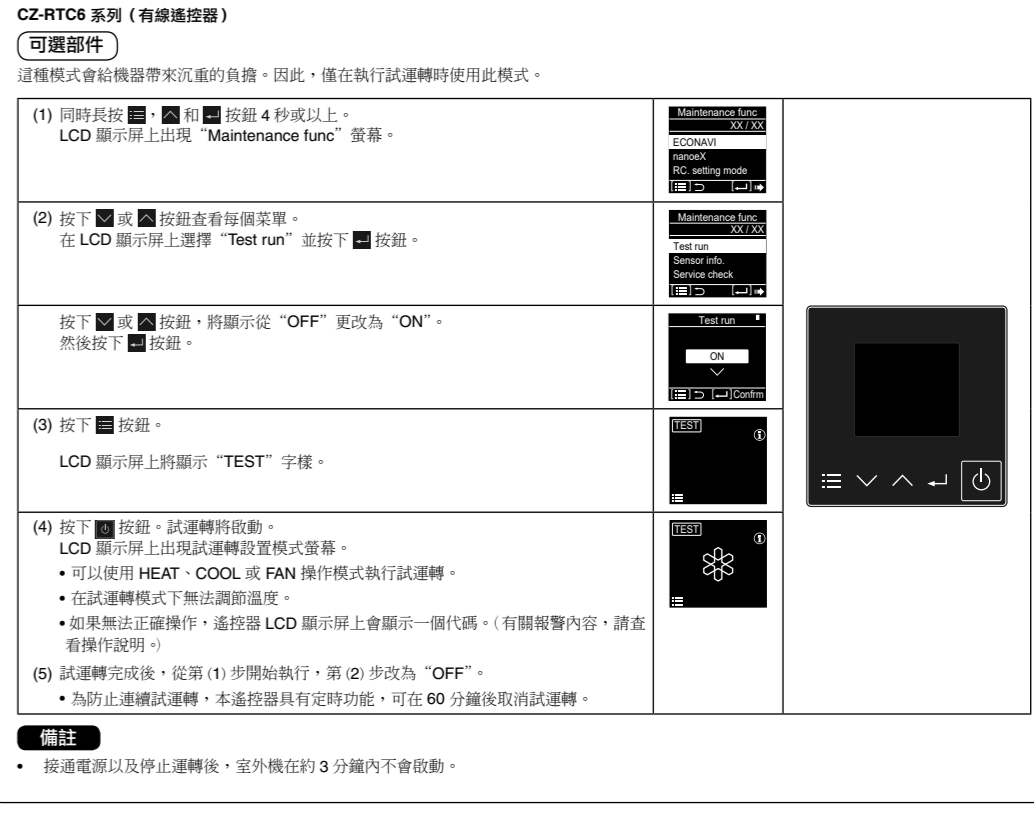 CZ-RTC6 系列（有線遙控器）
可選部件
這種模式會給機器帶來沉重的負擔。因此，僅在執行試運轉時使用此模式。
(1) 同時長按 ， 和 按鈕 4 秒或以上。
LCD 顯示屏上出現“Maintenance func”螢幕。
Maintenance func
XX / XX
ECONAVI
nanoeX
RC. setting mode
(2) 按下 或 按鈕查看每個菜單。
在 LCD 顯示屏上選擇“Test run”並按下 按鈕。
Maintenance func
XX / XX
Test run
Sensor info.
Service check
按下 或 按鈕，將顯示從“OFF”更改為“ON”。
然後按下 按鈕。
Test run
ON
Confrm
(3) 按下 按鈕。
LCD 顯示屏上將顯示“TEST”字樣。
TEST
(4) 按下 按鈕。試運轉將啟動。
LCD 顯示屏上出現試運轉設置模式螢幕。
• 可以使用 HEAT、COOL 或 FAN 操作模式執行試運轉。
• 在試運轉模式下無法調節溫度。
• 如果無法正確操作，遙控器 LCD 顯示屏上會顯示一個代碼。（有關報警內容，請查
看操作說明。）
TEST
(5) 試運轉完成後，從第 (1) 步開始執行，第 (2) 步改為“OFF”。
• 為防止連續試運轉，本遙控器具有定時功能，可在 60 分鐘後取消試運轉。
備註
• 接通電源以及停止運轉後，室外機在約 3 分鐘內不會啟動。